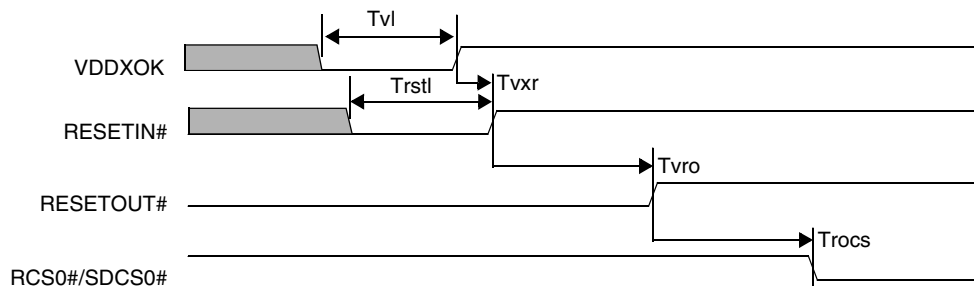 Tvl
VDDXOK
Trstl
Tvxr
RESETIN#
Tvro
RESETOUT#
Trocs
RCS0#/SDCS0#